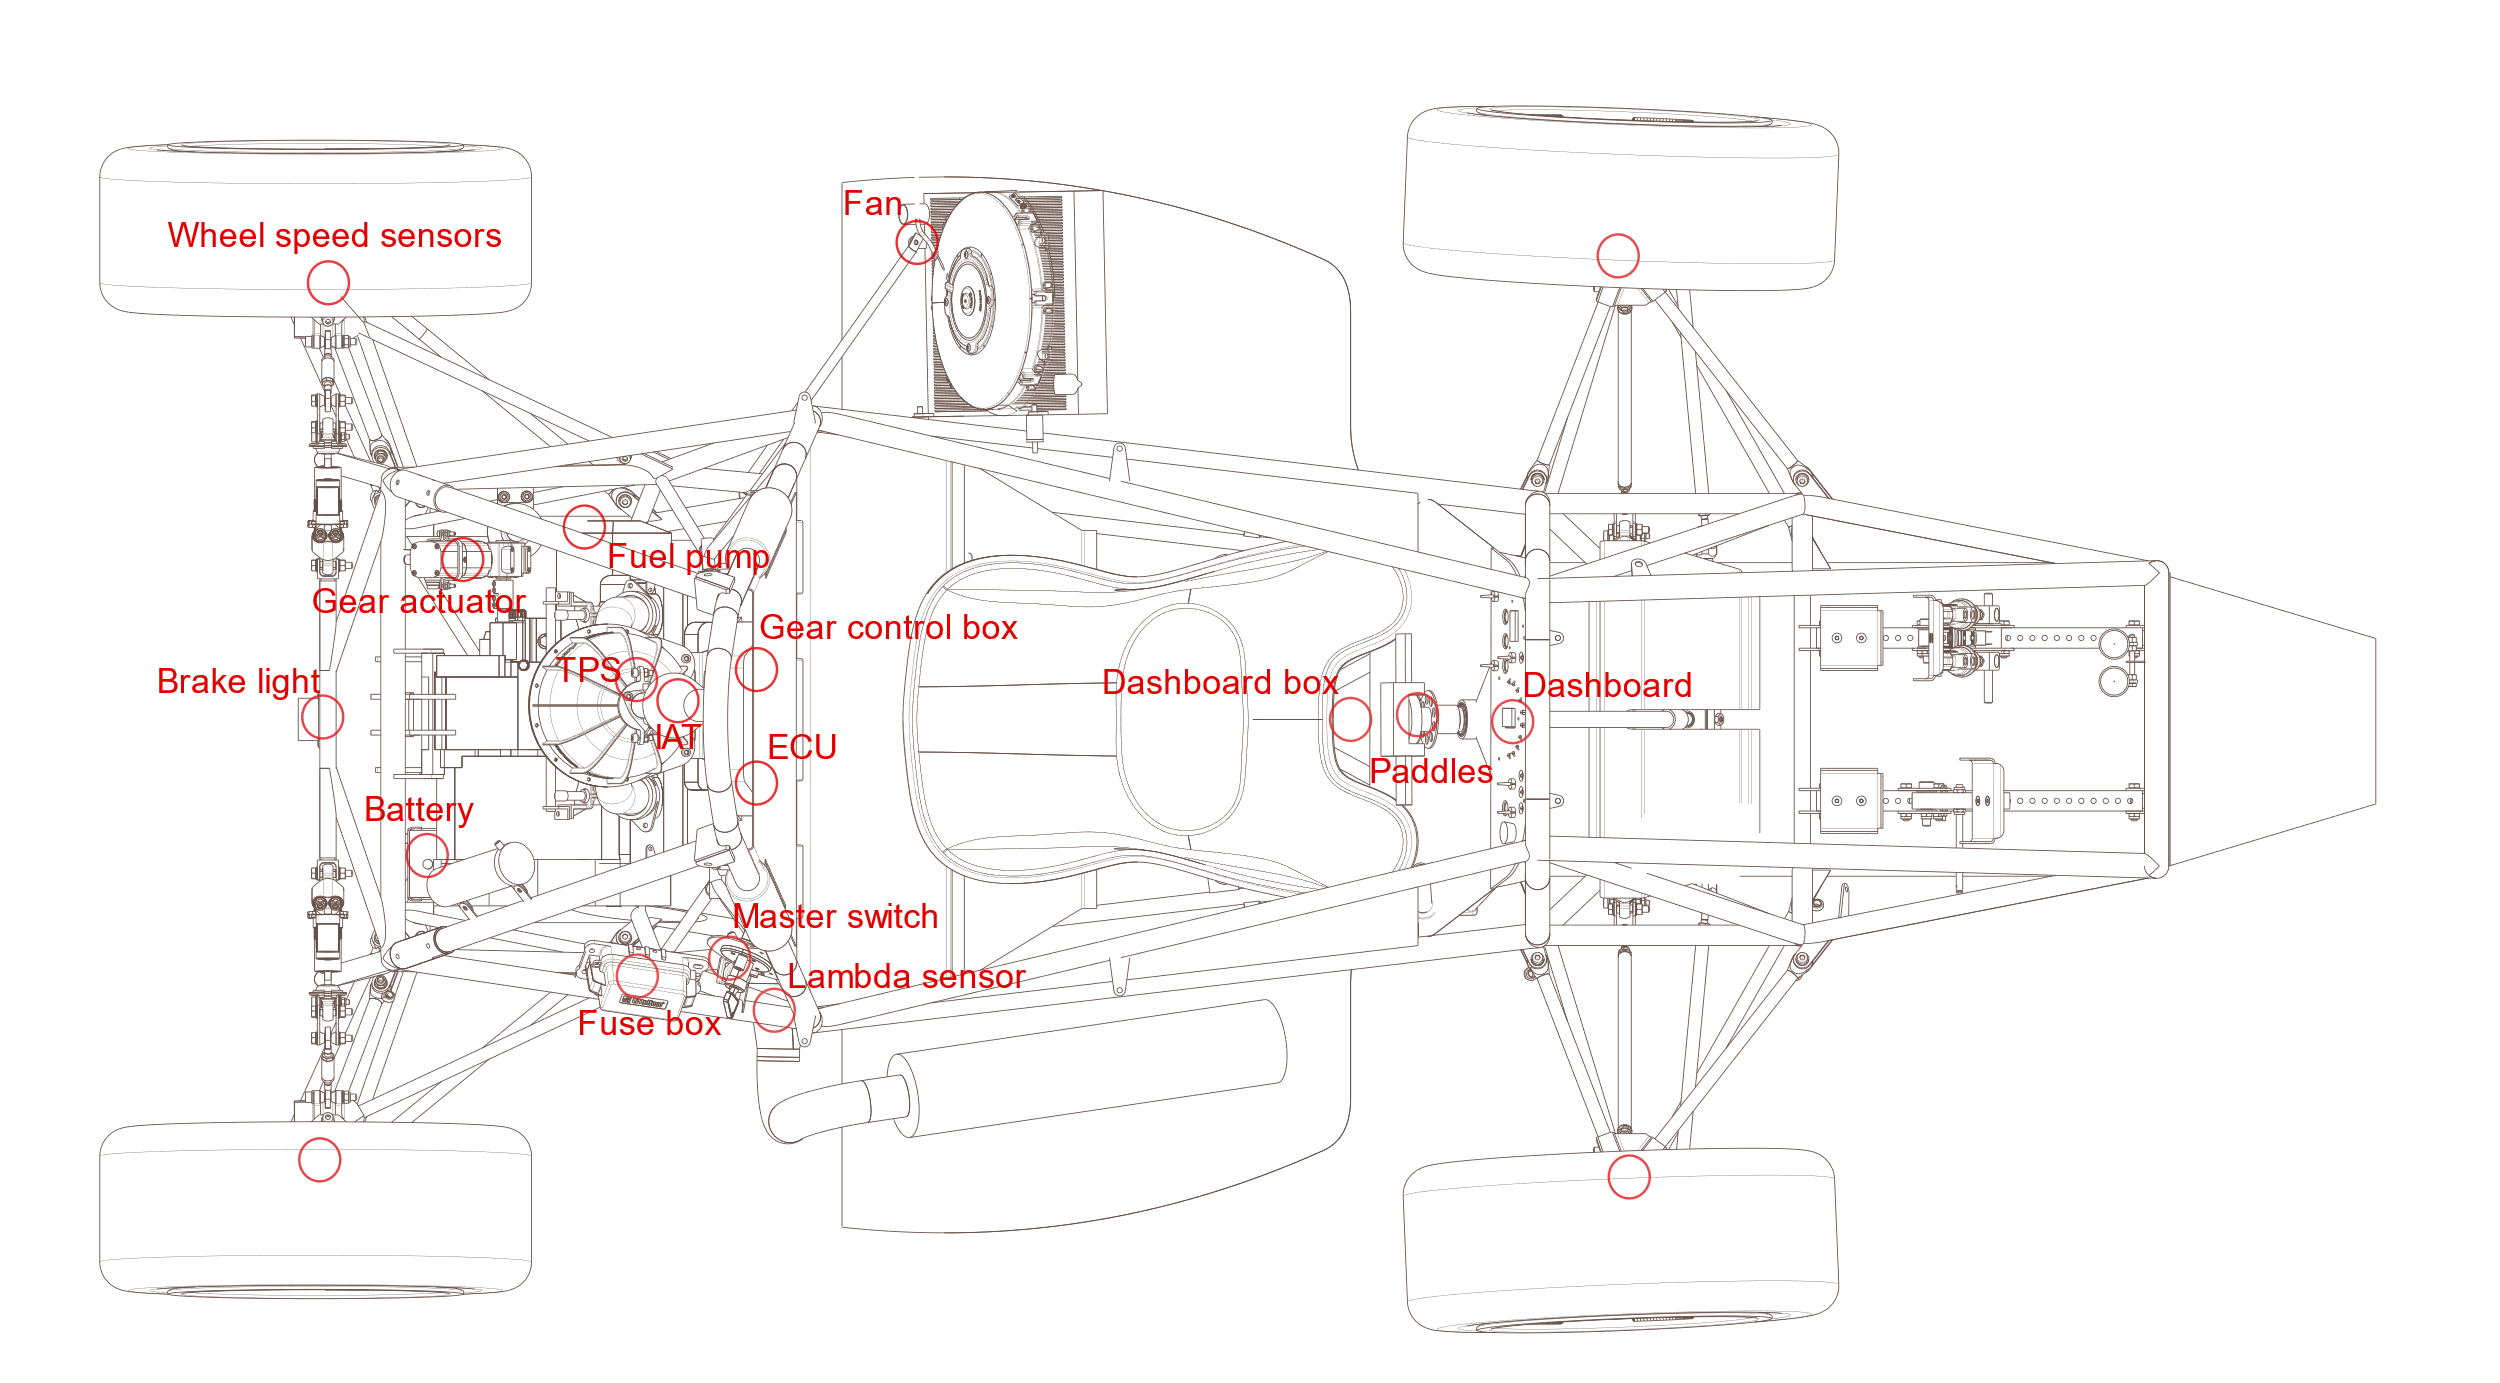 Fan
Wheel speed sensors
Fuel pump
Gear actuator
Gear control box
TPS
Brake light
Dashboard box
Dashboard
IAT
ECU
Paddles
Battery
Master switch
Lambda sensor
Fuse box